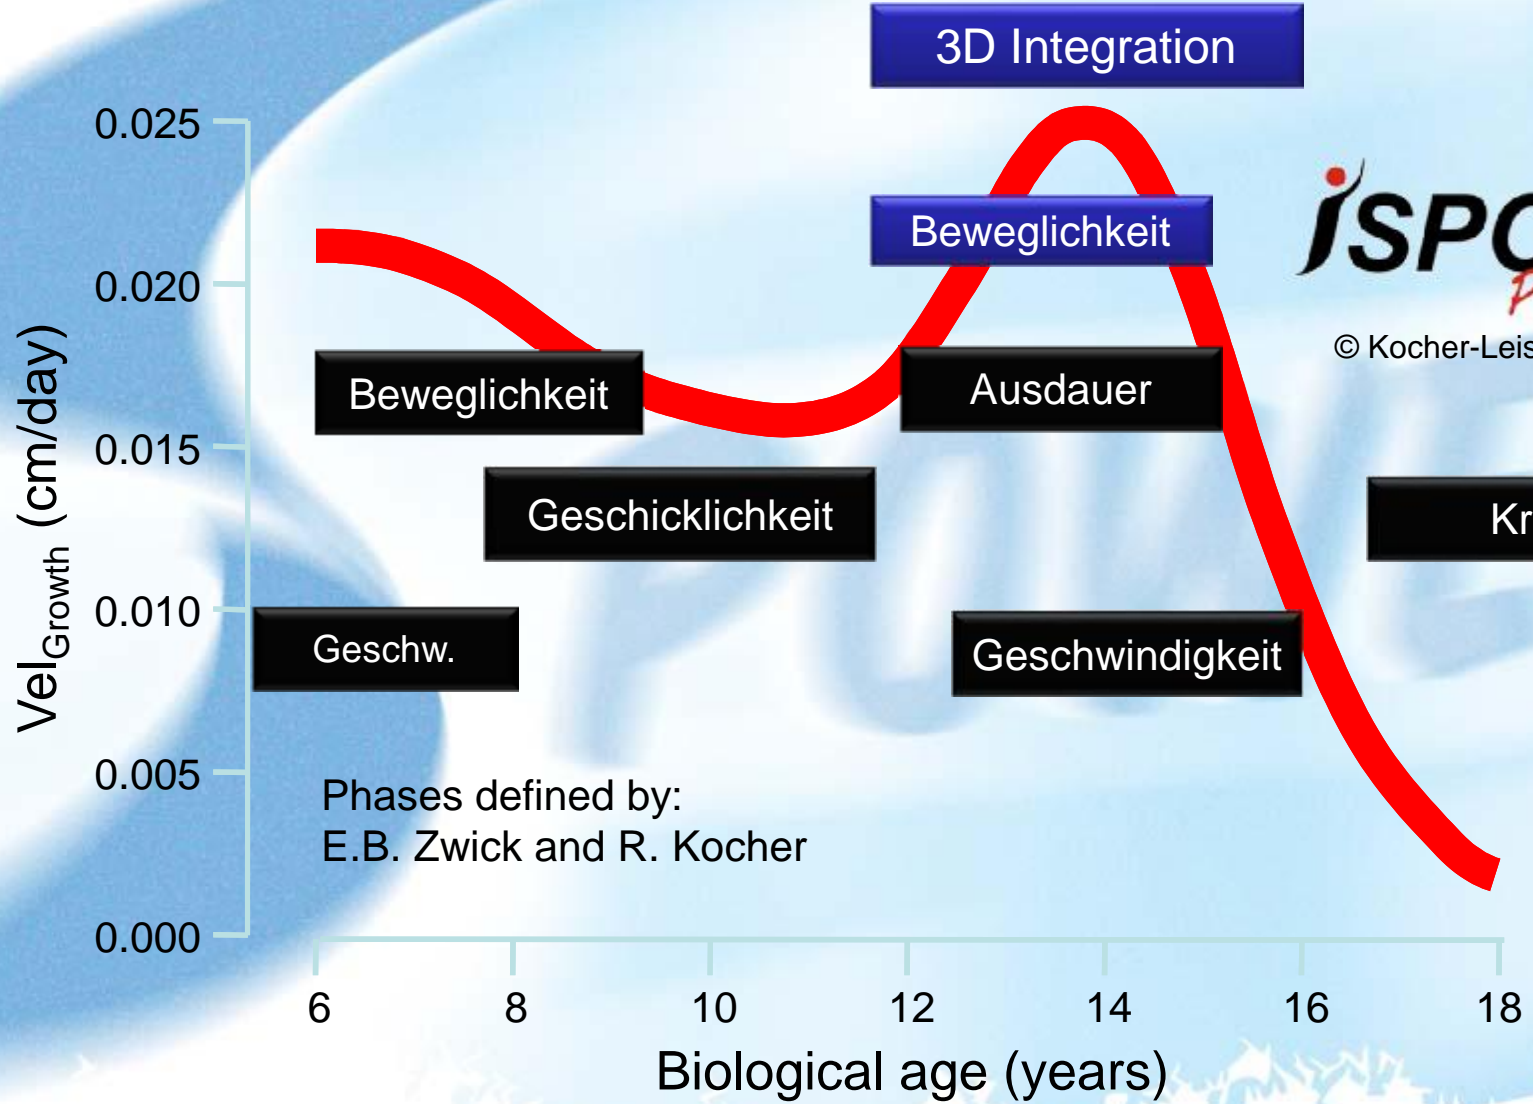 3D Integration
0.025
Beweglichkeit
0.020
© Kocher-Leis
Beweglichkeit
Ausdauer
0.015
Geschicklichkeit
0.010
Geschw.
Geschwindigkeit
Vel_Growth (cm/day)
0.005
Phases defined by:
E.B. Zwick and R. Kocher
0.000
6 8 10 12 14 16 18
Biological age (years)